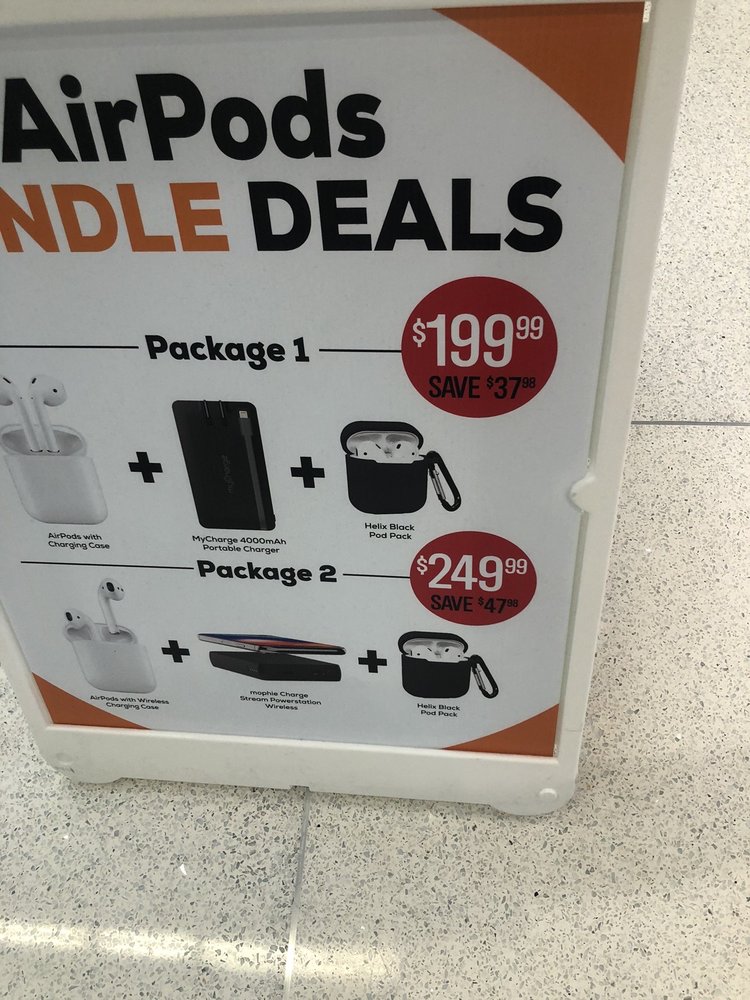 AirPods
NDLE DEALS
Package 1
$199.99
SAVE $37.98
myCharge
AirPods with
Charging Case
MyCharge 4000mAh
Portable Charger
Helix Black
Pod Pack
Package 2
$249.99
SAVE $47.98
AirPods with Wireless
Charging Case
mophie Charge
Stream Powerstation
Wireless
Helix Black
Pod Pack